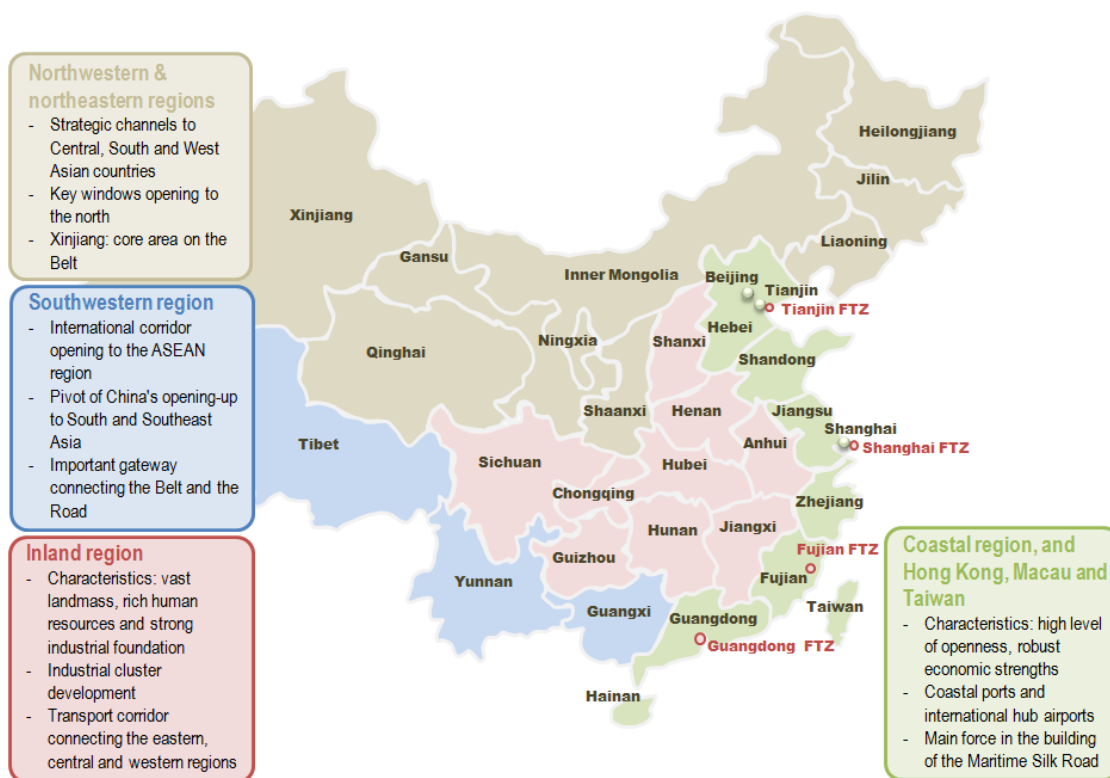 Northwestern &
northeastern regions
- Strategic channels to
Central, South and West
Asian countries
- Key windows opening to
the north
- Xinjiang: core area on the
Belt
Southwestern region
- International corridor
opening to the ASEAN
region
- Pivot of China's opening-up
to South and Southeast
Asia
- Important gateway
connecting the Belt and the
Road
Inland region
- Characteristics: vast
landmass, rich human
resources and strong
industrial foundation
- Industrial cluster
development
- Transport corridor
connecting the eastern,
central and western regions
Heilongjiang
Jilin
Liaoning
Xinjiang
Gansu
Inner Mongolia
Beijing
Tianjin
Tianjin FTZ
Hebei
Ningxia
Shanxi
Qinghai
Shandong
Shaanxi
Henan
Jiangsu
Shanghai
Shanghai FTZ
Tibet
Anhui
Sichuan
Hubei
Chongqing
Zhejiang
Hunan
Jiangxi
Guizhou
Fujian FTZ
Yunnan
Fujian
Guangxi
Guangdong
Taiwan
Guangdong FTZ
Hainan
Coastal region, and
Hong Kong, Macau and
Taiwan
- Characteristics: high level
of openness, robust
economic strengths
- Coastal ports and
international hub airports
- Main force in the building
of the Maritime Silk Road